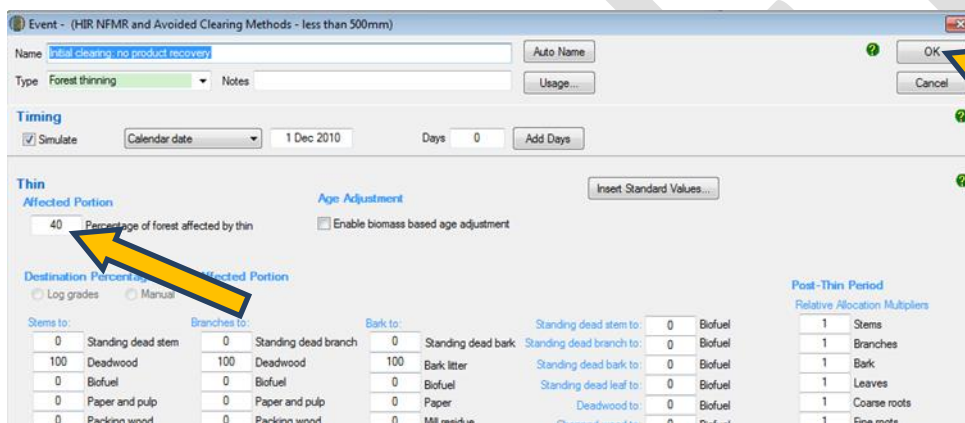 Event - (HIR NFMR and Avoided Clearing Methods - less than 500mm)
Name Initial clearing: no product recovery Auto Name OK
Type Forest thinning Notes Usage... Cancel
Timing
Simulate Calendar date 1 Dec 2010 Days 0 Add Days
Thin Insert Standard Values...
Affected Portion Age Adjustment
40 Percentage of forest affected by thin Enable biomass based age adjustment
Destination Affected Portion Post-Thin Period
Log grades Manual Relative Allocation Multipliers
Stems to: Branches to: Bark to: Standing dead stem to: 0 Biofuel 1 Stems
0 Standing dead stem 0 Standing dead branch 0 Standing dead bark Standing dead branch to: 0 Biofuel 1 Branches
100 Deadwood 100 Deadwood 100 Bark litter Standing dead bark to: 0 Biofuel 1 Bark
0 Biofuel 0 Biofuel 0 Biofuel Standing dead leaf to: 0 Biofuel 1 Leaves
0 Paper and pulp 0 Paper and pulp 0 Paper Deadwood to: 0 Biofuel 1 Coarse roots
0 Packing wood 0 Packing wood 0 Mill residue 0 Biofuel 1 Fine roots